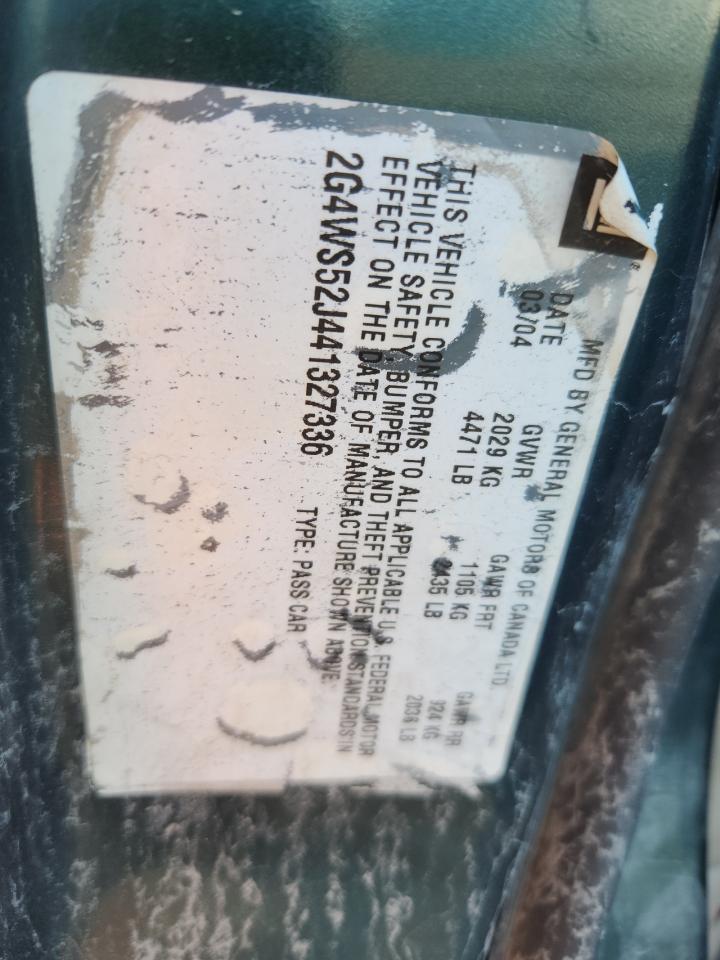 MFD BY GENERAL MOTORS OF CANADA LTD.
DATE GVWR GAWR FRT GAWR RR
03/04 2029 KG 1105 KG 924 KG
4471 LB 2435 LB 2036 LB
THIS VEHICLE CONFORMS TO ALL APPLICABLE U.S. FEDERAL MOTOR
VEHICLE SAFETY, BUMPER, AND THEFT PREVENTION STANDARDS IN
EFFECT ON THE DATE OF MANUFACTURE SHOWN ABOVE.
2G4WS52J441327336 TYPE: PASS CAR